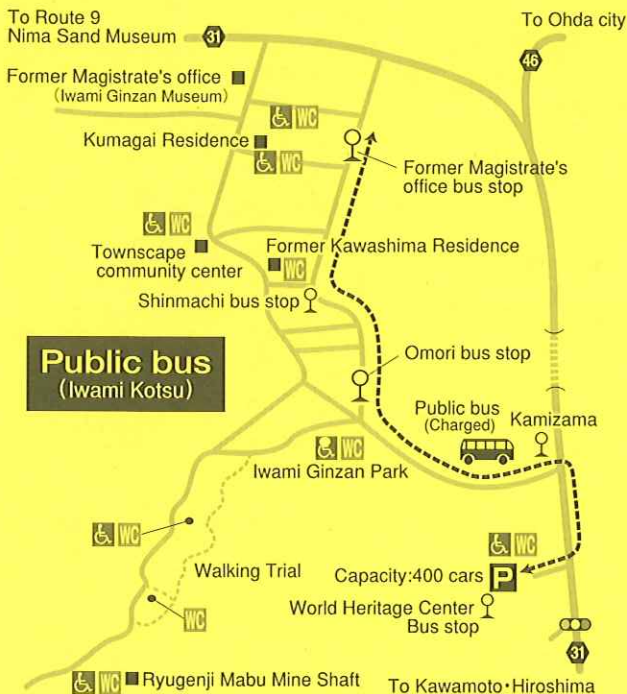 To Route 9
Nima Sand Museum
31
To Ohda city
46
Former Magistrate's office
(Iwami Ginzan Museum)
WC
Kumagai Residence
WC
Former Magistrate's
office bus stop
WC
Townscape
community center
Former Kawashima Residence
WC
Shinmachi bus stop
Public bus
(Iwami Kotsu)
Omori bus stop
Public bus
(Charged)
Kamizama
WC
Iwami Ginzan Park
WC
Walking Trial
WC
WC
Capacity:400 cars
P
World Heritage Center
Bus stop
31
WC
Ryugenji Mabu Mine Shaft
To Kawamoto・Hiroshima